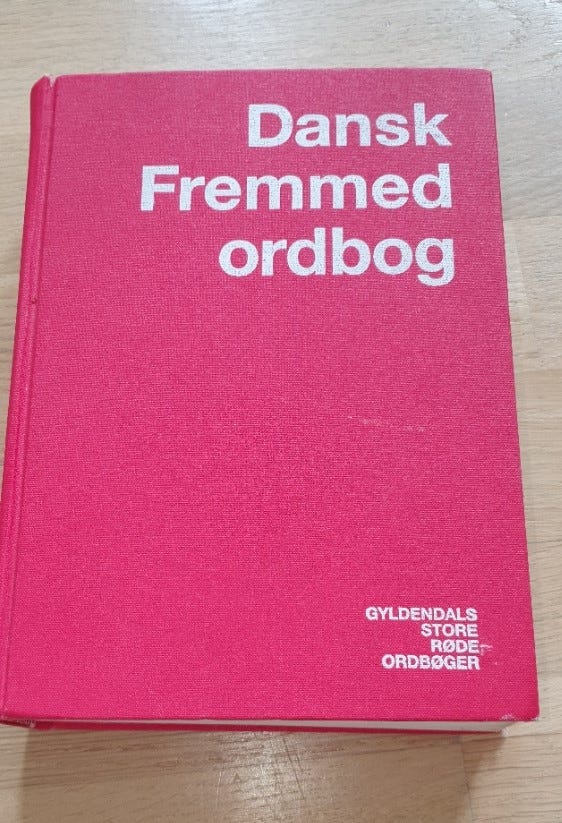 Dansk
Fremmed
ordbog
GYLDENDALS
STORE
RØDE
ORDBØGER